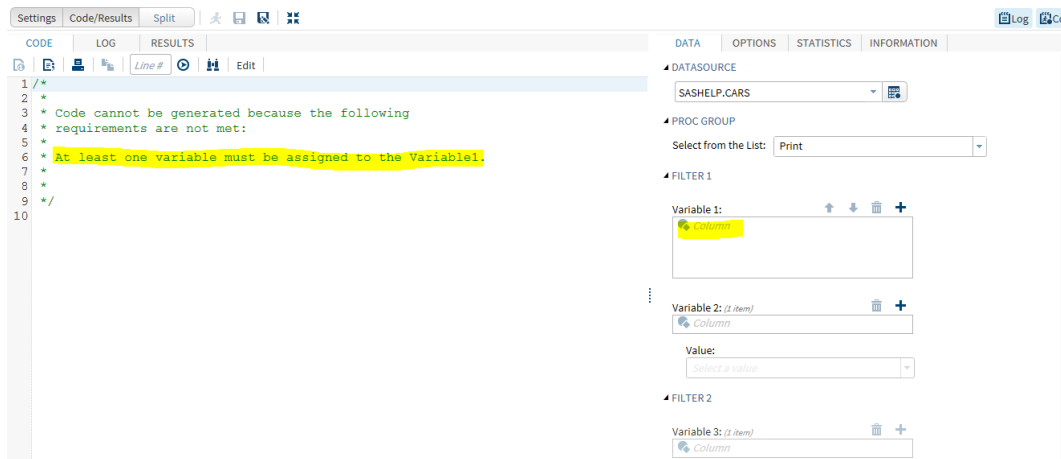 Settings Code/Results Split
Log
CODE LOG RESULTS
Line # Edit
1 /*
2 *
3 * Code cannot be generated because the following
4 * requirements are not met:
5 *
6 * At least one variable must be assigned to the Variable1.
7 *
8 *
9 */
10
DATA OPTIONS STATISTICS INFORMATION
DATASOURCE
SASHELP.CARS
PROC GROUP
Select from the List: Print
FILTER 1
Variable 1:
Column
Variable 2: (1 item)
Column
Value:
Select a value
FILTER 2
Variable 3: (1 item)
Column